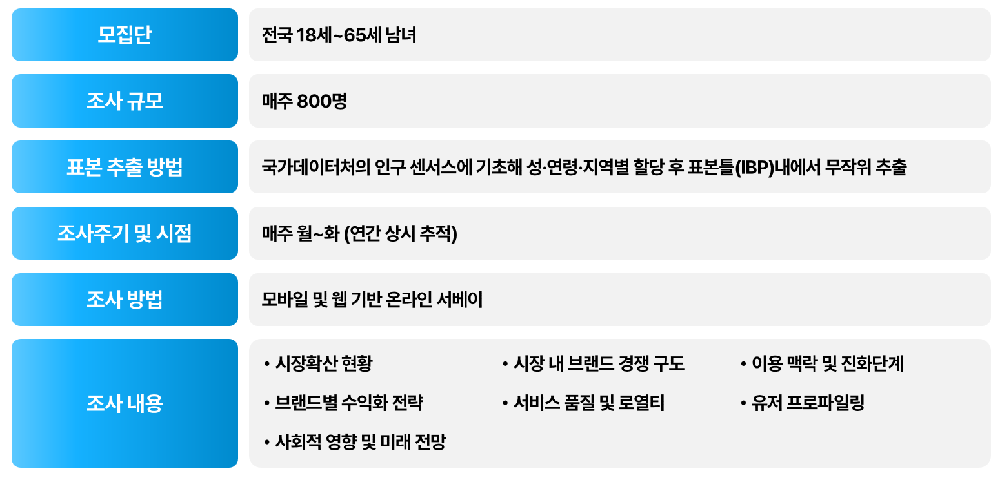 모집단
전국 18세~65세 남녀
조사 규모
매주 800명
표본 추출 방법
국가데이터처의 인구 센서스에 기초해 성·연령·지역별 할당 후 표본틀(IBP)내에서 무작위 추출
조사주기 및 시점
매주 월~화 (연간 상시 추적)
조사 방법
모바일 및 웹 기반 온라인 서베이
조사 내용
• 시장확산 현황
• 시장 내 브랜드 경쟁 구도
• 이용 맥락 및 진화단계
• 브랜드별 수익화 전략
• 서비스 품질 및 로열티
• 유저 프로파일링
• 사회적 영향 및 미래 전망